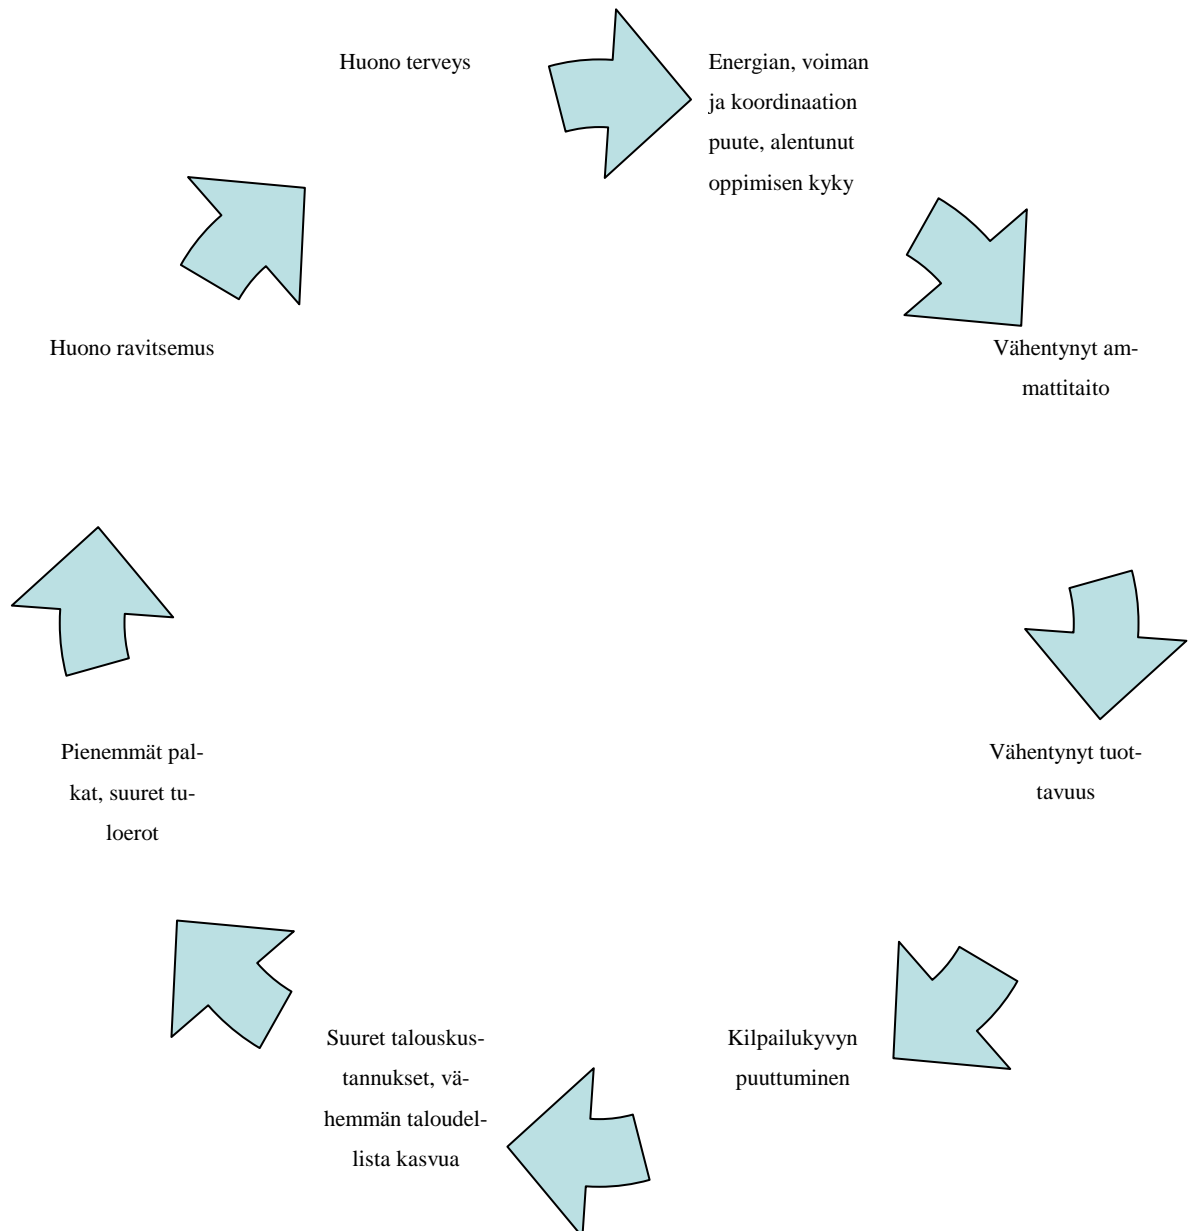 Huono terveys
Energian, voiman
ja koordinaation
puute, alentunut
oppimisen kyky
Vähentynyt am-
mattitaito
Vähentynyt tuot-
tavuus
Kilpailukyvyn
puuttuminen
Suuret talouskus-
tannukset, vä-
hemmän taloudel-
lista kasvua
Pienemmät pal-
kat, suuret tu-
loerot
Huono ravitsemus